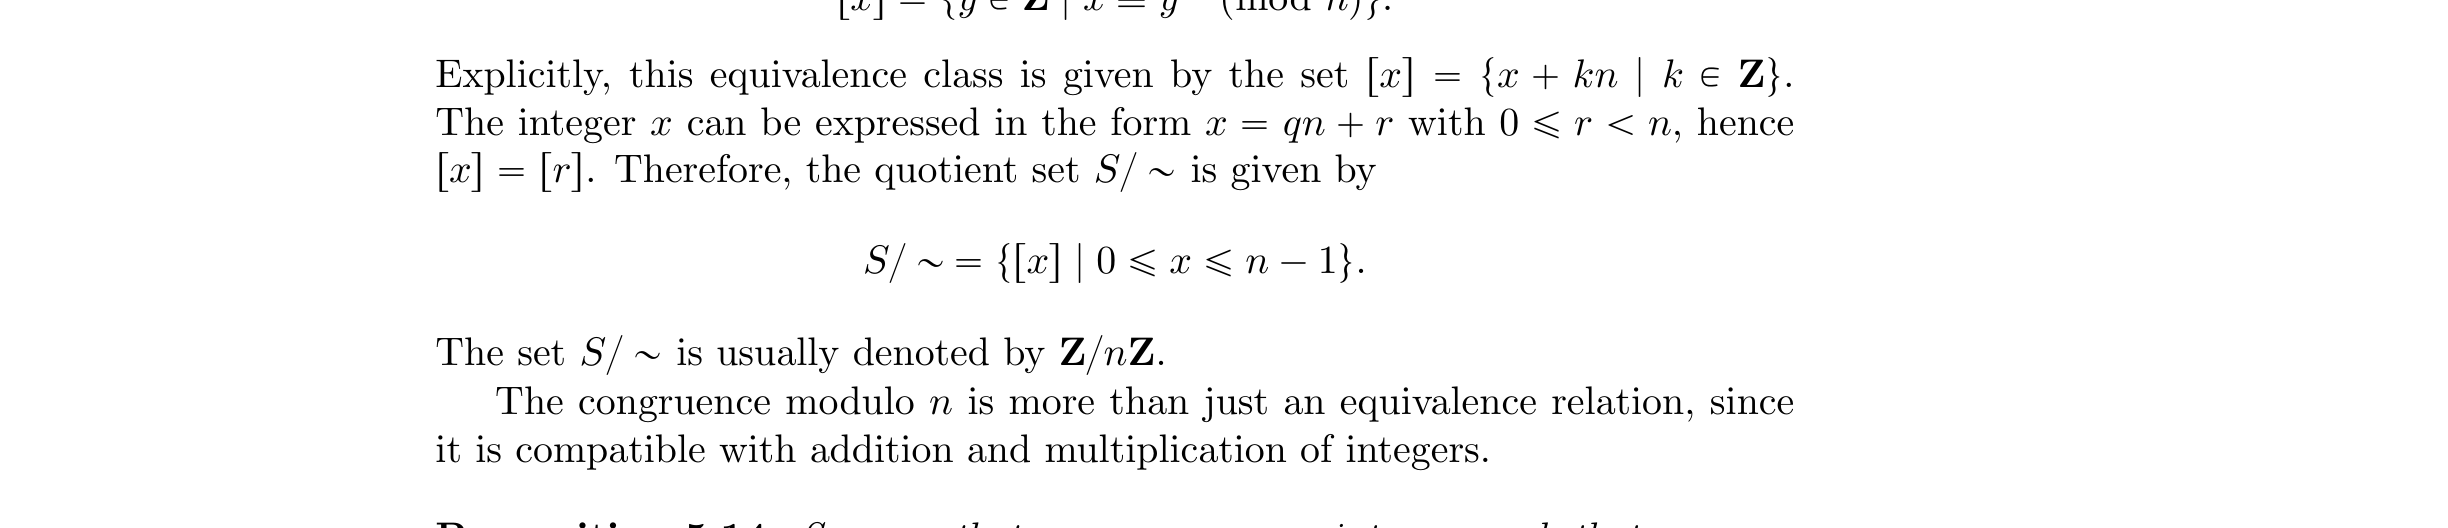 [x] = {y ∈ Z | x ≡ y (mod n)}.
Explicitly, this equivalence class is given by the set [x] = {x + kn | k ∈ Z}.
The integer x can be expressed in the form x = qn + r with 0 ⩽ r < n, hence
[x] = [r]. Therefore, the quotient set S/ ∼ is given by
S/ ∼ = {[x] | 0 ⩽ x ⩽ n − 1}.
The set S/ ∼ is usually denoted by Z/nZ.
The congruence modulo n is more than just an equivalence relation, since
it is compatible with addition and multiplication of integers.